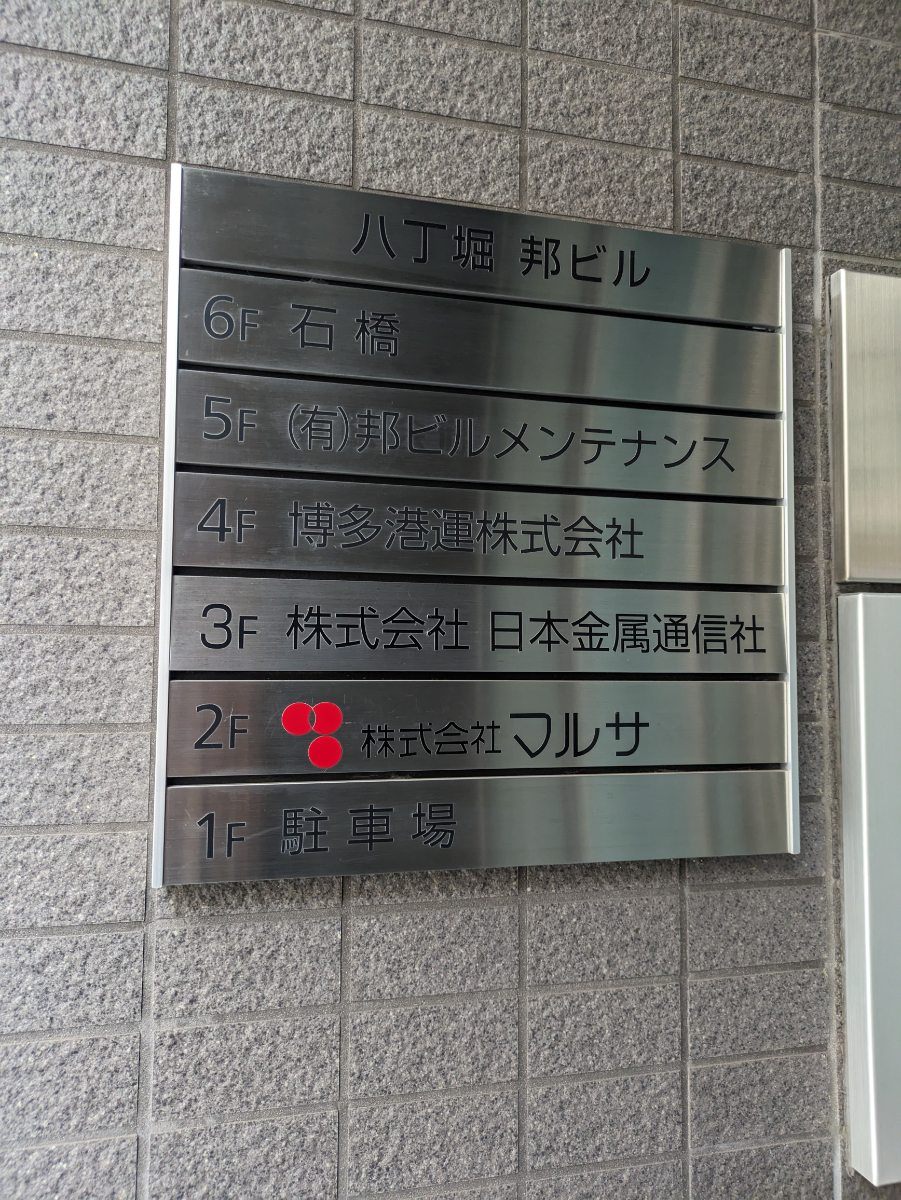 八丁堀 邦ビル
6F 石橋
5F (有)邦ビルメンテナンス
4F 博多港運株式会社
3F 株式会社 日本金属通信社
2F 株式会社マルサ
1F 駐車場